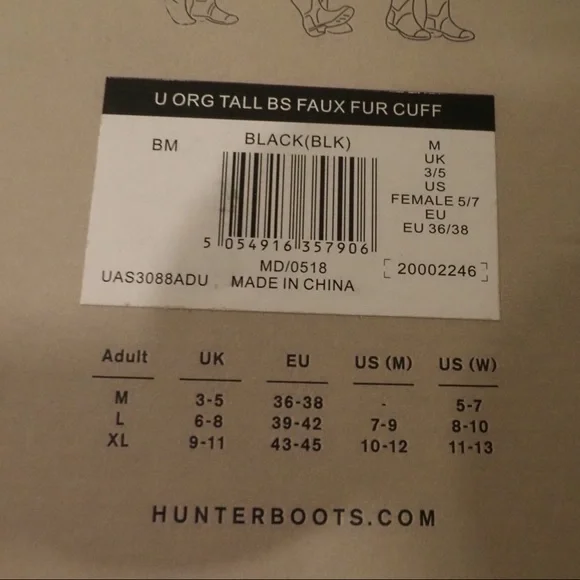 U ORG TALL BS FAUX FUR CUFF
BM
BLACK(BLK)
5 054916 357906
MD/0518
MADE IN CHINA
UAS3088ADU
M
UK
3/5
US
FEMALE 5/7
EU
EU 36/38
20002246
Adult UK EU US (M) US (W)
M 3-5 36-38 - 5-7
L 6-8 39-42 7-9 8-10
XL 9-11 43-45 10-12 11-13
HUNTERBOOTS.COM